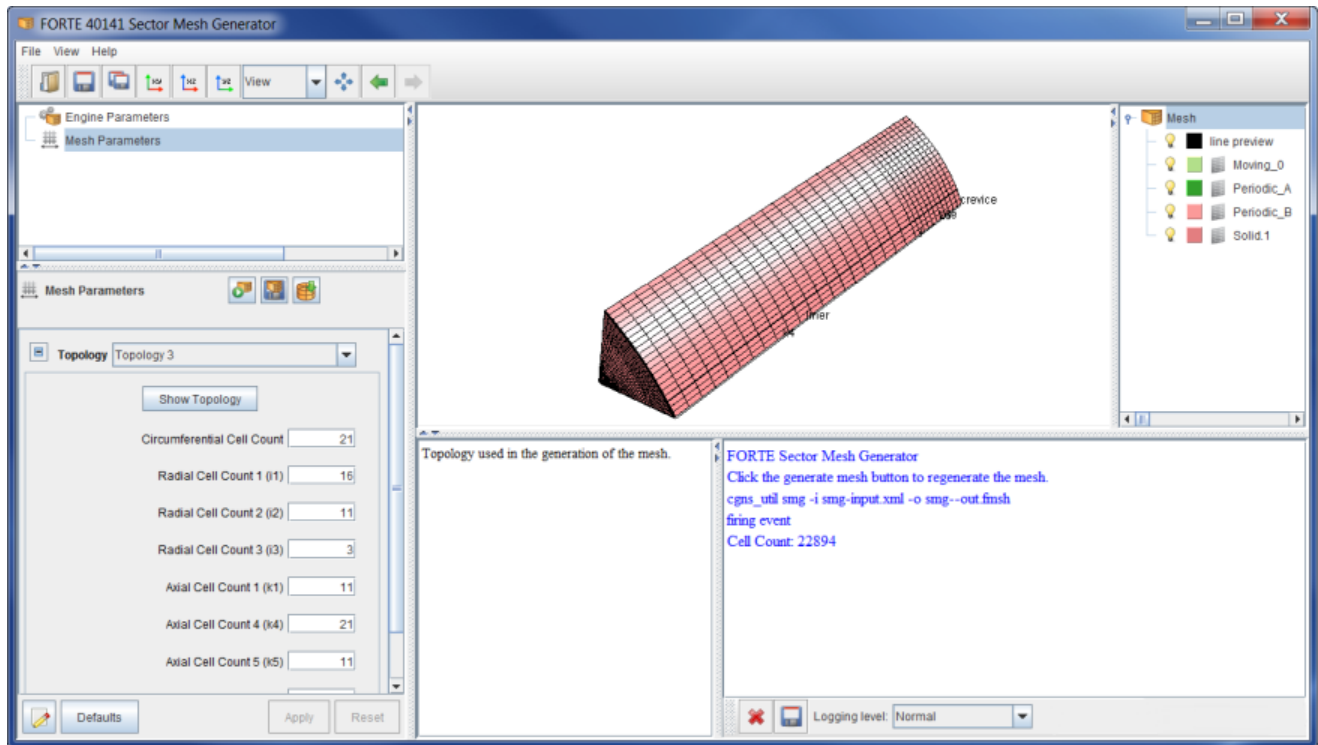 FORTE 40141 Sector Mesh Generator
File View Help
View
Engine Parameters
Mesh Parameters
Mesh Parameters
Topology Topology 3
Show Topology
Circumferential Cell Count 21
Radial Cell Count 1 (i1) 16
Radial Cell Count 2 (i2) 11
Radial Cell Count 3 (i3) 3
Axial Cell Count 1 (k1) 11
Axial Cell Count 4 (k4) 21
Axial Cell Count 5 (k5) 11
Defaults Apply Reset
crevice
liner
k4
Mesh
line preview
Moving_0
Periodic_A
Periodic_B
Solid.1
Topology used in the generation of the mesh.
FORTE Sector Mesh Generator
Click the generate mesh button to regenerate the mesh.
cgns_util smg -i smg-input.xml -o smg--out.fmsh
firing event
Cell Count: 22894
Logging level: Normal